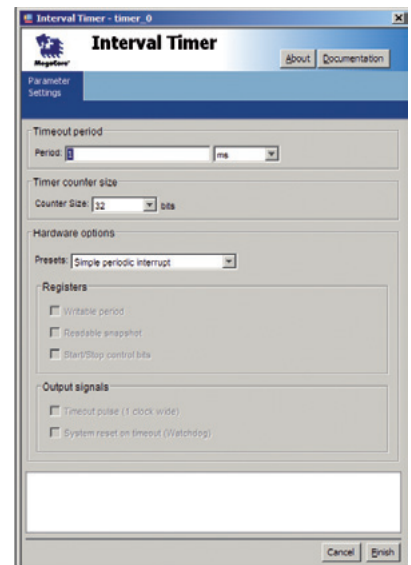 Interval Timer - timer_0
Interval Timer
MegaCore'
About Documentation
Parameter
Settings
Timeout period
Period: 1 ms
Timer counter size
Counter Size: 32 bits
Hardware options
Presets: Simple periodic interrupt
Registers
Writable period
Readable snapshot
Start/Stop control bits
Output signals
Timeout pulse (1 clock wide)
System reset on timeout (Watchdog)
Cancel Finish